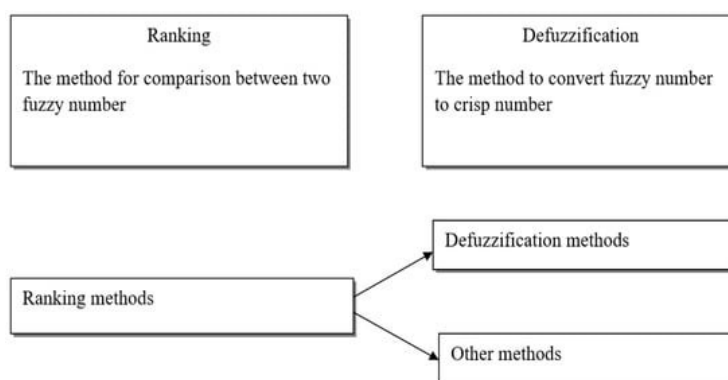 Ranking
The method for comparison between two
fuzzy number
Defuzzification
The method to convert fuzzy number
to crisp number
Defuzzification methods
Ranking methods
Other methods